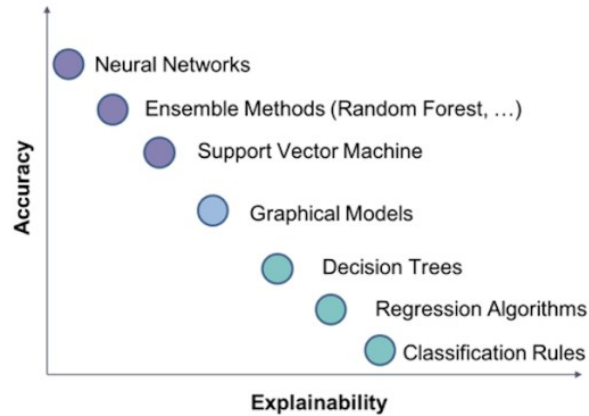 Neural Networks
Ensemble Methods (Random Forest, …)
Support Vector Machine
Graphical Models
Decision Trees
Regression Algorithms
Classification Rules
Accuracy
Explainability